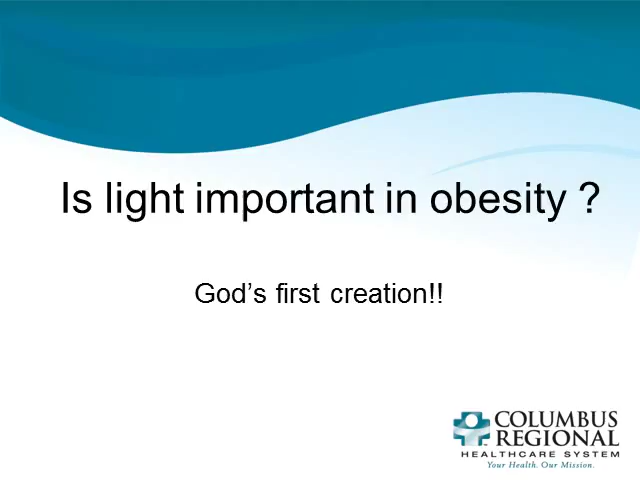 Is light important in obesity ?
God's first creation!!
COLUMBUS
REGIONAL
HEALTHCARE SYSTEM
Your Health. Our Mission.